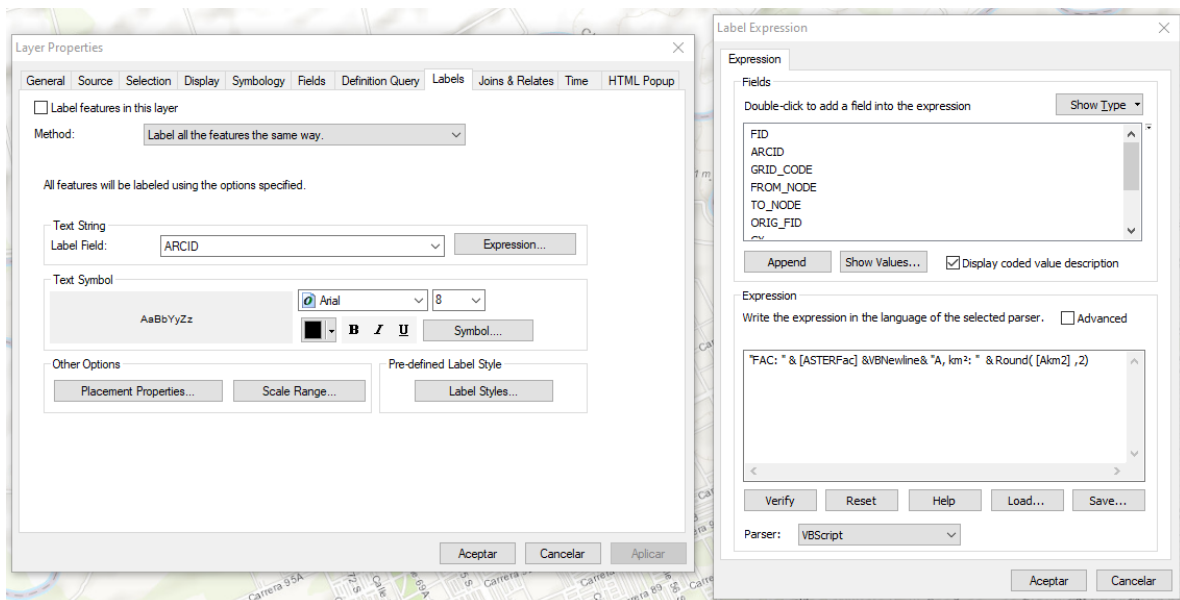 Layer Properties
General Source Selection Display Symbology Fields Definition Query Labels Joins & Relates Time HTML Popup
Label features in this layer
Method: Label all the features the same way.
All features will be labeled using the options specified.
Text String
Label Field: ARCID Expression...
Text Symbol
AaBbYyZz
Arial 8
B I U Symbol...
Other Options
Placement Properties... Scale Range...
Pre-defined Label Style
Label Styles...
Aceptar Cancelar Aplicar
Label Expression
Expression
Fields
Double-click to add a field into the expression Show Type
FID
ARCID
GRID_CODE
FROM_NODE
TO_NODE
ORIG_FID
Append Show Values... Display coded value description
Expression
Write the expression in the language of the selected parser. Advanced
"FAC: " & [ASTERFac] &VBNewline& "A, km²: " & Round( [Akm2] ,2)
Verify Reset Help Load... Save...
Parser: VBScript
Aceptar Cancelar
Carrera 95A
Calle